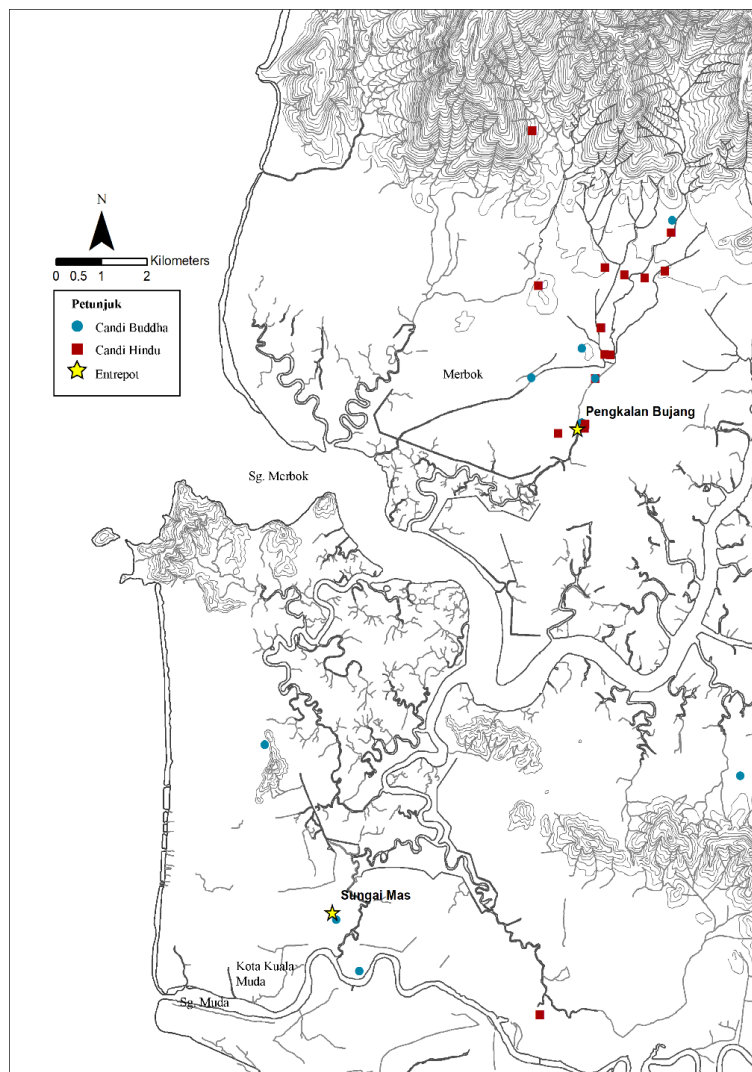 N
Kilometers
0 0.5 1 2
Petunjuk
Candi Buddha
Candi Hindu
Entrepot
Merbok
Pengkalan Bujang
Sg. Merbok
Sungai Mas
Kota Kuala
Muda
Sg. Muda